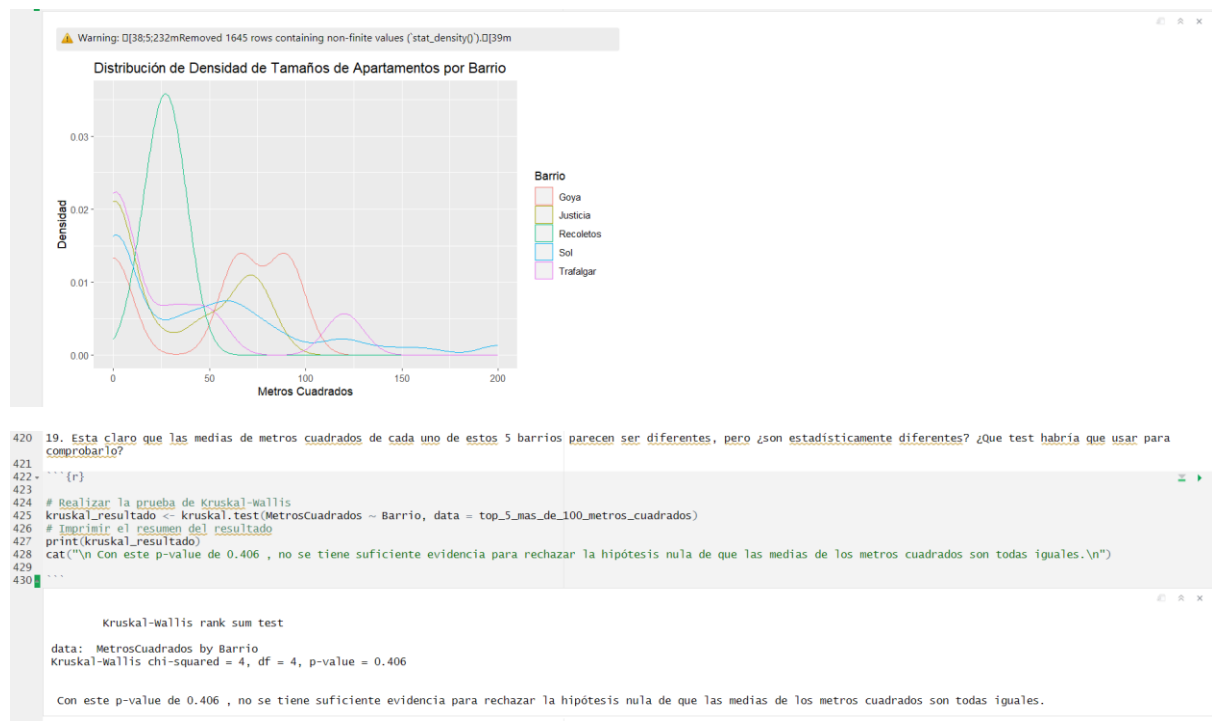 Warning: [38;5;232mRemoved 1645 rows containing non-finite values (`stat_density()`).[39m
Distribución de Densidad de Tamaños de Apartamentos por Barrio
0.03
0.02
0.01
0.00
Densidad
0
50
100
150
200
Metros Cuadrados
Barrio
Goya
Justicia
Recoletos
Sol
Trafalgar
420 19. Esta claro que las medias de metros cuadrados de cada uno de estos 5 barrios parecen ser diferentes, pero ¿son estadísticamente diferentes? ¿Que test habría que usar para
comprobarlo?
421
422 ```{r}
423
424 # Realizar la prueba de Kruskal-Wallis
425 kruskal_resultado <- kruskal.test(MetrosCuadrados ~ Barrio, data = top_5_mas_de_100_metros_cuadrados)
426 # Imprimir el resumen del resultado
427 print(kruskal_resultado)
428 cat("\n Con este p-value de 0.406 , no se tiene suficiente evidencia para rechazar la hipótesis nula de que las medias de los metros cuadrados son todas iguales.\n")
429
430 ```
Kruskal-Wallis rank sum test
data: MetrosCuadrados by Barrio
Kruskal-Wallis chi-squared = 4, df = 4, p-value = 0.406
Con este p-value de 0.406 , no se tiene suficiente evidencia para rechazar la hipótesis nula de que las medias de los metros cuadrados son todas iguales.